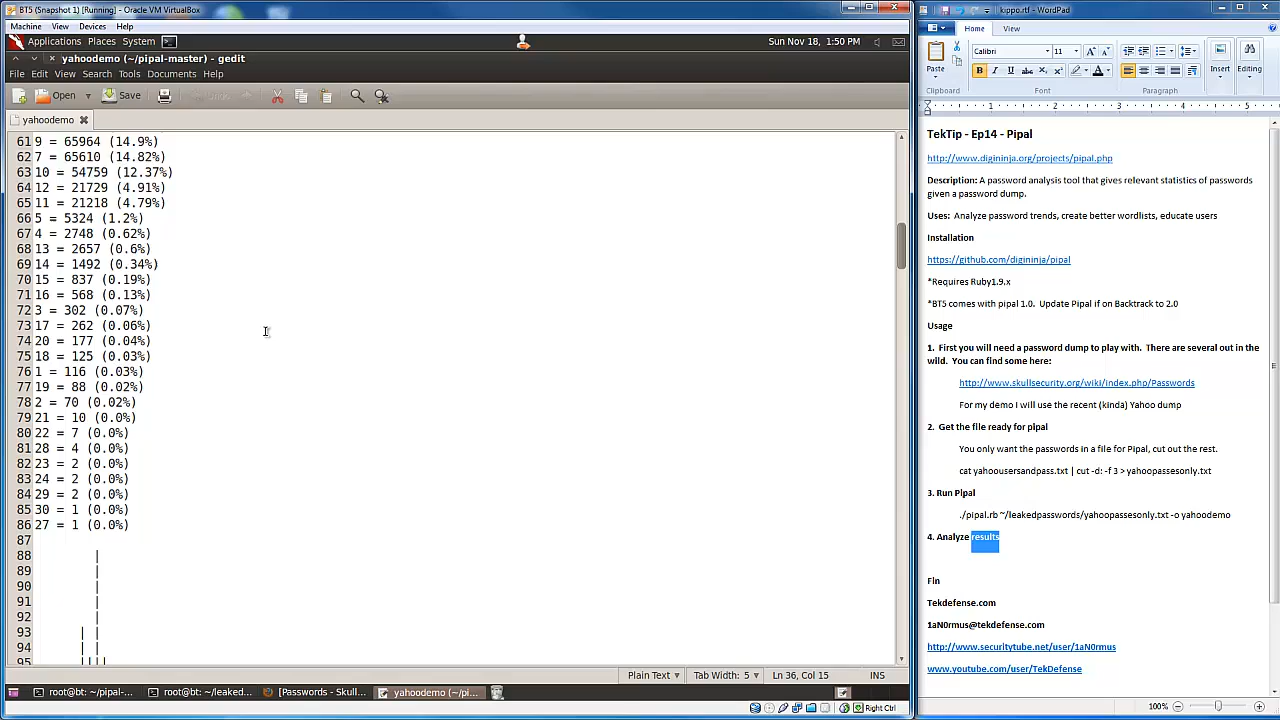 BT5 (Snapshot 1) [Running] - Oracle VM VirtualBox
Machine View Devices Help
Applications Places System
Sun Nov 18, 1:50 PM
yahoodemo (~/pipal-master) - gedit
File Edit View Search Tools Documents Help
Open Save Undo
yahoodemo
61 9 = 65964 (14.9%)
62 7 = 65610 (14.82%)
63 10 = 54759 (12.37%)
64 12 = 21729 (4.91%)
65 11 = 21218 (4.79%)
66 5 = 5324 (1.2%)
67 4 = 2748 (0.62%)
68 13 = 2657 (0.6%)
69 14 = 1492 (0.34%)
70 15 = 837 (0.19%)
71 16 = 568 (0.13%)
72 3 = 302 (0.07%)
73 17 = 262 (0.06%)
74 20 = 177 (0.04%)
75 18 = 125 (0.03%)
76 1 = 116 (0.03%)
77 19 = 88 (0.02%)
78 2 = 70 (0.02%)
79 21 = 10 (0.0%)
80 22 = 7 (0.0%)
81 28 = 4 (0.0%)
82 23 = 2 (0.0%)
83 24 = 2 (0.0%)
84 29 = 2 (0.0%)
85 30 = 1 (0.0%)
86 27 = 1 (0.0%)
87
88 |
89 |
90 |
91 |
92 |
93 | |
94 | |
95 ||||
Plain Text Tab Width: 5 Ln 36, Col 15 INS
root@bt: ~/pipal-... root@bt: ~/leaked... [Passwords - Skull... yahoodemo (~/pi...
Right Ctrl
kippo.rtf - WordPad
Home View
Calibri 11
Paste Insert Editing
Clipboard Font Paragraph
1 2 3 4 5
TekTip - Ep14 - Pipal
http://www.digininja.org/projects/pipal.php
Description: A password analysis tool that gives relevant statistics of passwords
given a password dump.
Uses: Analyze password trends, create better wordlists, educate users
Installation
https://github.com/digininja/pipal
*Requires Ruby1.9.x
*BT5 comes with pipal 1.0. Update Pipal if on Backtrack to 2.0
Usage
1. First you will need a password dump to play with. There are several out in the
wild. You can find some here:
http://www.skullsecurity.org/wiki/index.php/Passwords
For my demo I will use the recent (kinda) Yahoo dump
2. Get the file ready for pipal
You only want the passwords in a file for Pipal, cut out the rest.
cat yahoousersandpass.txt | cut -d: -f 3 > yahoopassesonly.txt
3. Run Pipal
./pipal.rb ~/leakedpasswords/yahoopassesonly.txt -o yahoodemo
4. Analyze results
Fin
Tekdefense.com
1aN0rmus@tekdefense.com
http://www.securitytube.net/user/1aN0rmus
www.youtube.com/user/TekDefense
100%